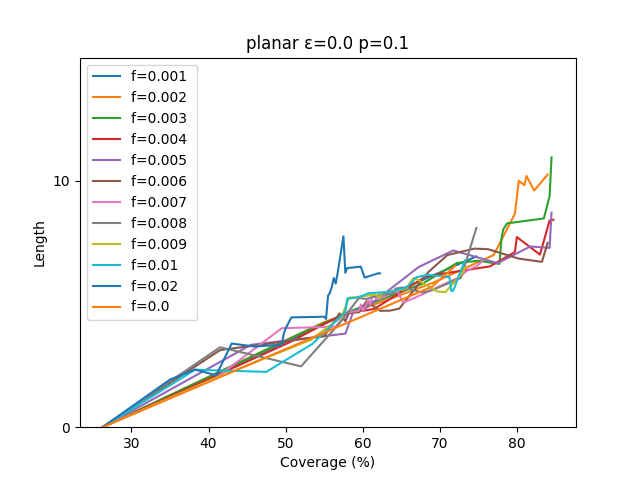 planar ε=0.0 p=0.1
f=0.001
f=0.002
f=0.003
f=0.004
f=0.005
f=0.006
f=0.007
f=0.008
f=0.009
f=0.01
f=0.02
f=0.0
10
0
Length
30 40 50 60 70 80
Coverage (%)